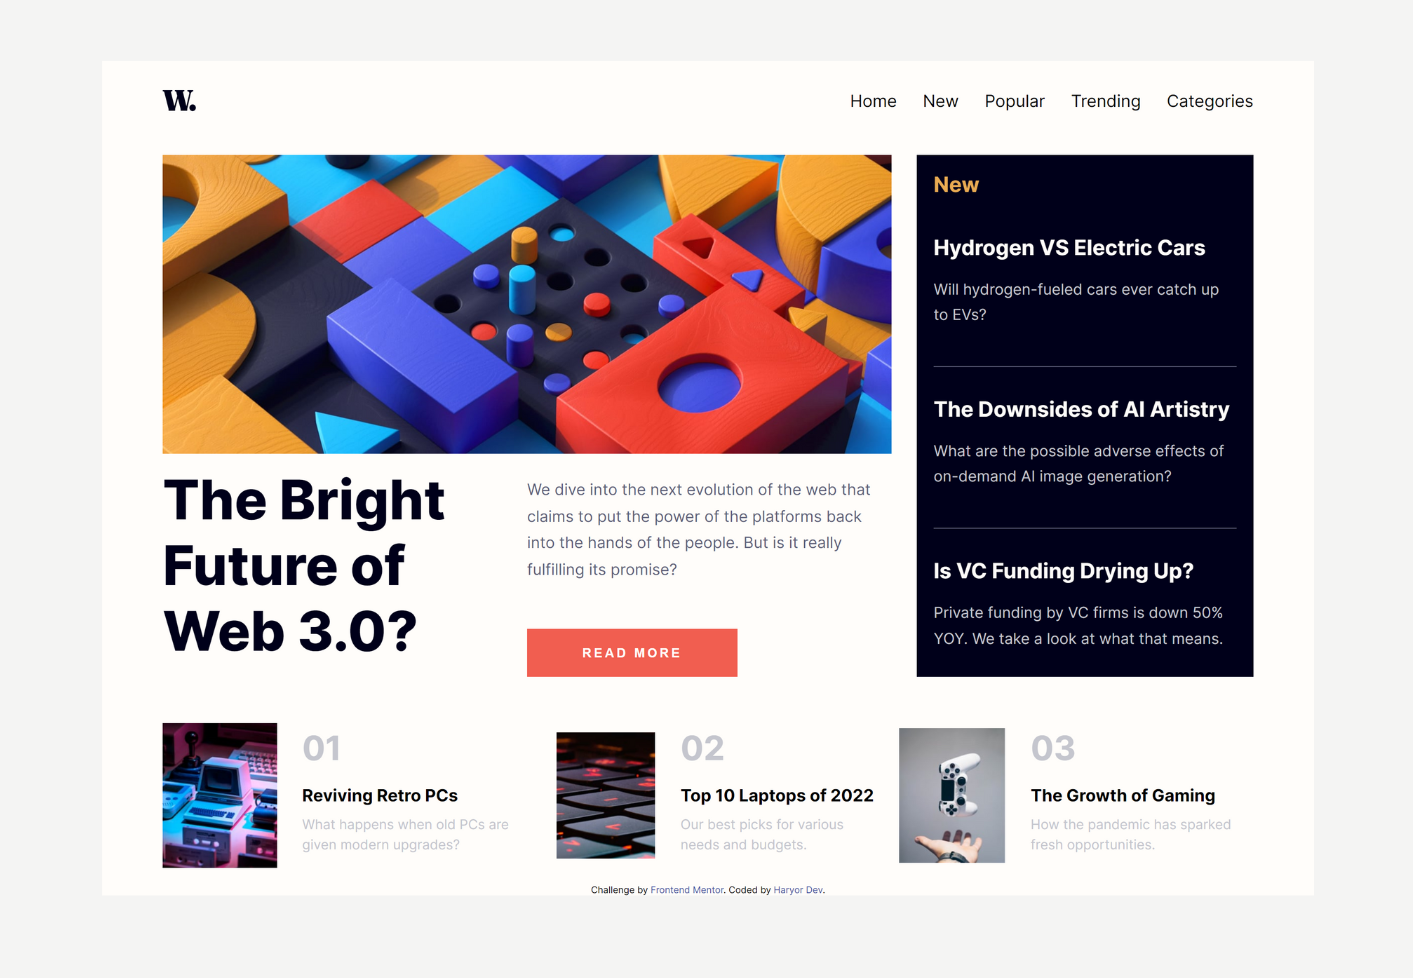 W.
Home New Popular Trending Categories
The Bright
Future of
Web 3.0?
We dive into the next evolution of the web that
claims to put the power of the platforms back
into the hands of the people. But is it really
fulfilling its promise?
READ MORE
New
Hydrogen VS Electric Cars
Will hydrogen-fueled cars ever catch up
to EVs?
The Downsides of AI Artistry
What are the possible adverse effects of
on-demand AI image generation?
Is VC Funding Drying Up?
Private funding by VC firms is down 50%
YOY. We take a look at what that means.
01
Reviving Retro PCs
What happens when old PCs are
given modern upgrades?
02
Top 10 Laptops of 2022
Our best picks for various
needs and budgets.
03
The Growth of Gaming
How the pandemic has sparked
fresh opportunities.
Challenge by Frontend Mentor. Coded by Haryor Dev.